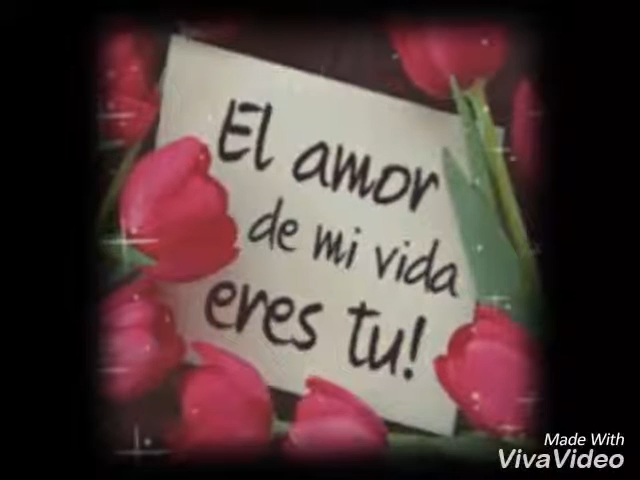 El amor
de mi vida
eres tu!
Made With
VivaVideo